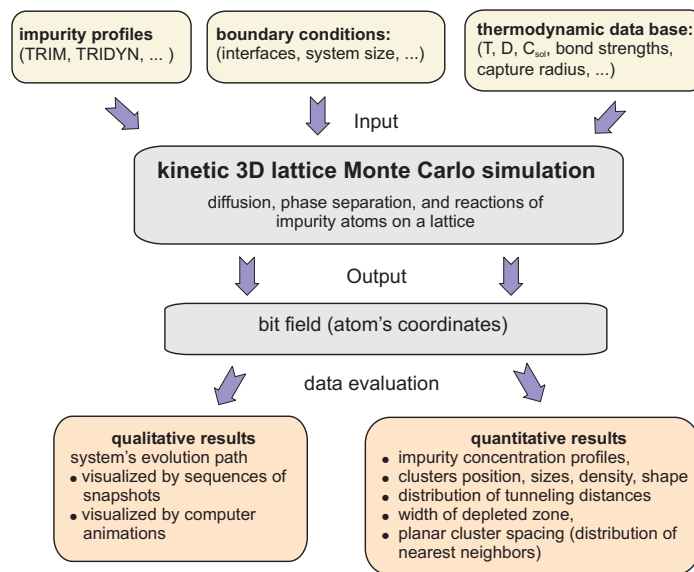 impurity profiles
(TRIM, TRIDYN, ... )
boundary conditions:
(interfaces, system size, ...)
thermodynamic data base:
(T, D, Csol, bond strengths,
capture radius, ...)
Input
kinetic 3D lattice Monte Carlo simulation
diffusion, phase separation, and reactions of
impurity atoms on a lattice
Output
bit field (atom's coordinates)
data evaluation
qualitative results
system's evolution path
• visualized by sequences of
snapshots
• visualized by computer
animations
quantitative results
• impurity concentration profiles,
• clusters position, sizes, density, shape
• distribution of tunneling distances
• width of depleted zone,
• planar cluster spacing (distribution of
nearest neighbors)